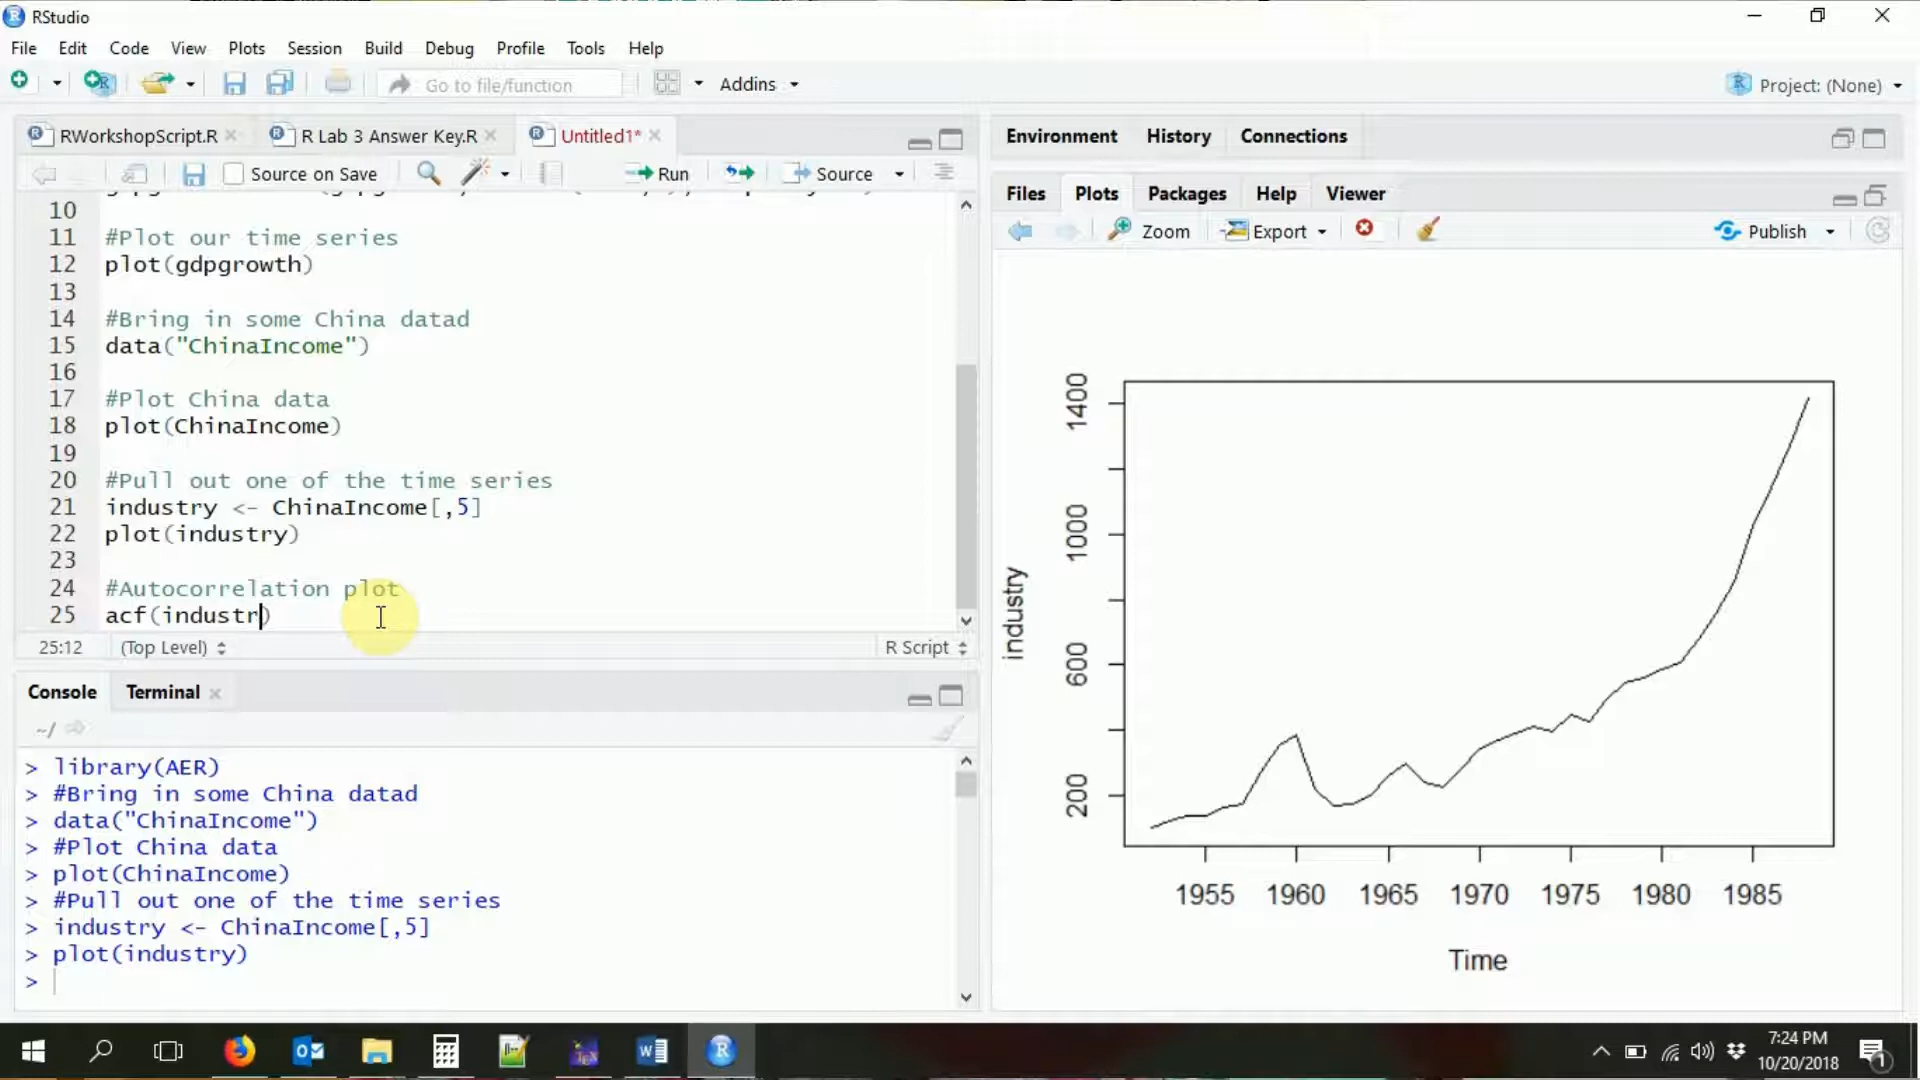 RStudio
File Edit Code View Plots Session Build Debug Profile Tools Help
Go to file/function Addins Project: (None)
RWorkshopScript.R R Lab 3 Answer Key.R Untitled1*
Source on Save Run Source
10
11 #Plot our time series
12 plot(gdpgrowth)
13
14 #Bring in some China datad
15 data("ChinaIncome")
16
17 #Plot China data
18 plot(ChinaIncome)
19
20 #Pull out one of the time series
21 industry <- ChinaIncome[,5]
22 plot(industry)
23
24 #Autocorrelation plot
25 acf(industr)
25:12 (Top Level) R Script
Console Terminal
~/
> library(AER)
> #Bring in some China datad
> data("ChinaIncome")
> #Plot China data
> plot(ChinaIncome)
> #Pull out one of the time series
> industry <- ChinaIncome[,5]
> plot(industry)
>
Environment History Connections
Files Plots Packages Help Viewer
Zoom Export Publish
1400
1000
600
200
industry
1955 1960 1965 1970 1975 1980 1985
Time
7:24 PM
10/20/2018
1